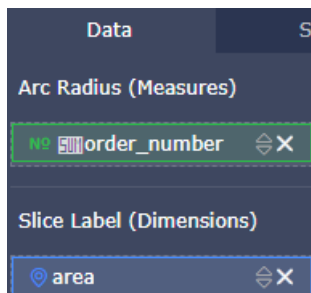 Data S
Arc Radius (Measures)
Nº SUM order_number
Slice Label (Dimensions)
area